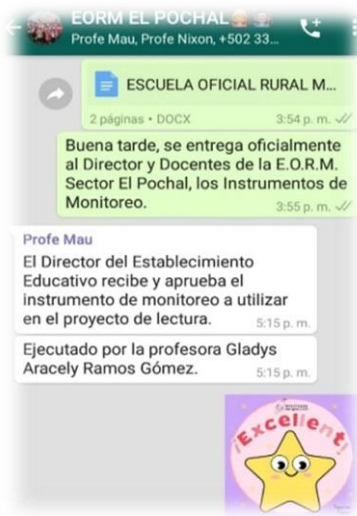 EORM EL POCHAL
Profe Mau, Profe Nixon, +502 33...
ESCUELA OFICIAL RURAL M...
2 páginas • DOCX 3:54 p. m.
Buena tarde, se entrega oficialmente
al Director y Docentes de la E.O.R.M.
Sector El Pochal, los Instrumentos de
Monitoreo.
3:55 p. m.
Profe Mau
El Director del Establecimiento
Educativo recibe y aprueba el
instrumento de monitoreo a utilizar
en el proyecto de lectura.
5:15 p. m.
Ejecutado por la profesora Gladys
Aracely Ramos Gómez.
5:15 p. m.
¡Excellent!